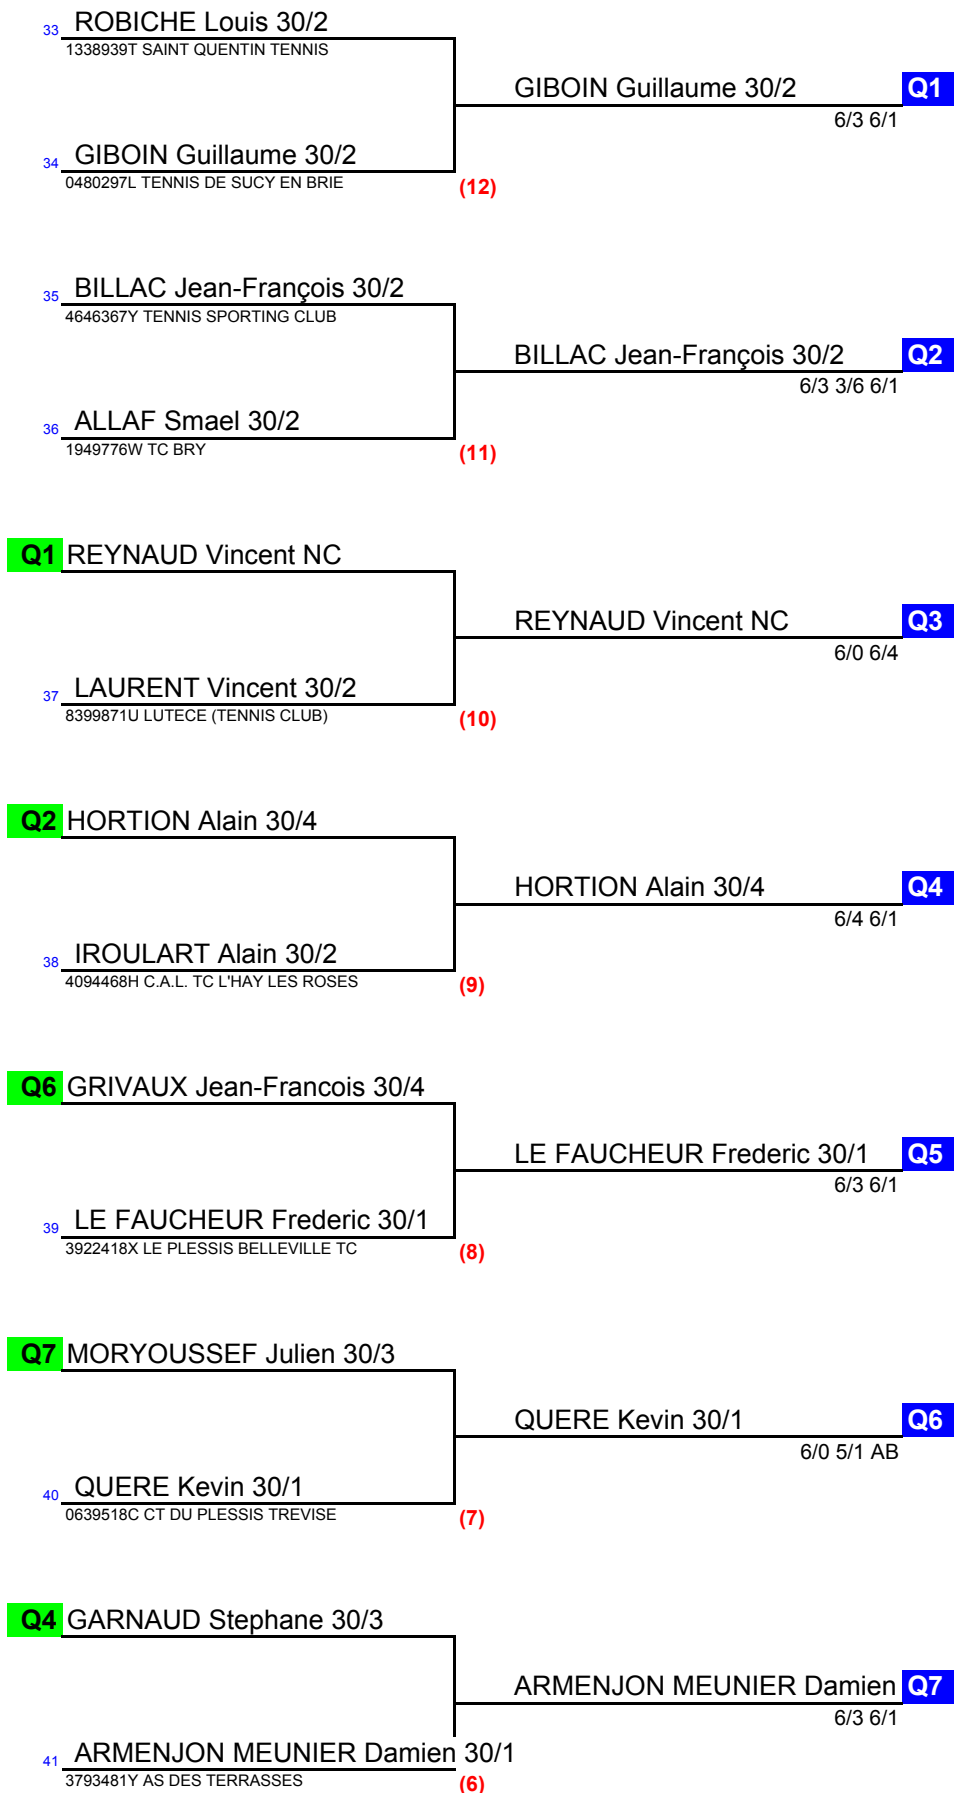 33 ROBICHE Louis 30/2
1338939T SAINT QUENTIN TENNIS
GIBOIN Guillaume 30/2 Q1
6/3 6/1
34 GIBOIN Guillaume 30/2
0480297L TENNIS DE SUCY EN BRIE
(12)
35 BILLAC Jean-François 30/2
4646367Y TENNIS SPORTING CLUB
BILLAC Jean-François 30/2 Q2
6/3 3/6 6/1
36 ALLAF Smael 30/2
1949776W TC BRY
(11)
Q1 REYNAUD Vincent NC
REYNAUD Vincent NC Q3
6/0 6/4
37 LAURENT Vincent 30/2
8399871U LUTECE (TENNIS CLUB)
(10)
Q2 HORTION Alain 30/4
HORTION Alain 30/4 Q4
6/4 6/1
38 IROULART Alain 30/2
4094468H C.A.L. TC L'HAY LES ROSES
(9)
Q6 GRIVAUX Jean-Francois 30/4
LE FAUCHEUR Frederic 30/1 Q5
6/3 6/1
39 LE FAUCHEUR Frederic 30/1
3922418X LE PLESSIS BELLEVILLE TC
(8)
Q7 MORYOUSSEF Julien 30/3
QUERE Kevin 30/1 Q6
6/0 5/1 AB
40 QUERE Kevin 30/1
0639518C CT DU PLESSIS TREVISE
(7)
Q4 GARNAUD Stephane 30/3
ARMENJON MEUNIER Damien Q7
6/3 6/1
41 ARMENJON MEUNIER Damien 30/1
3793481Y AS DES TERRASSES
(6)